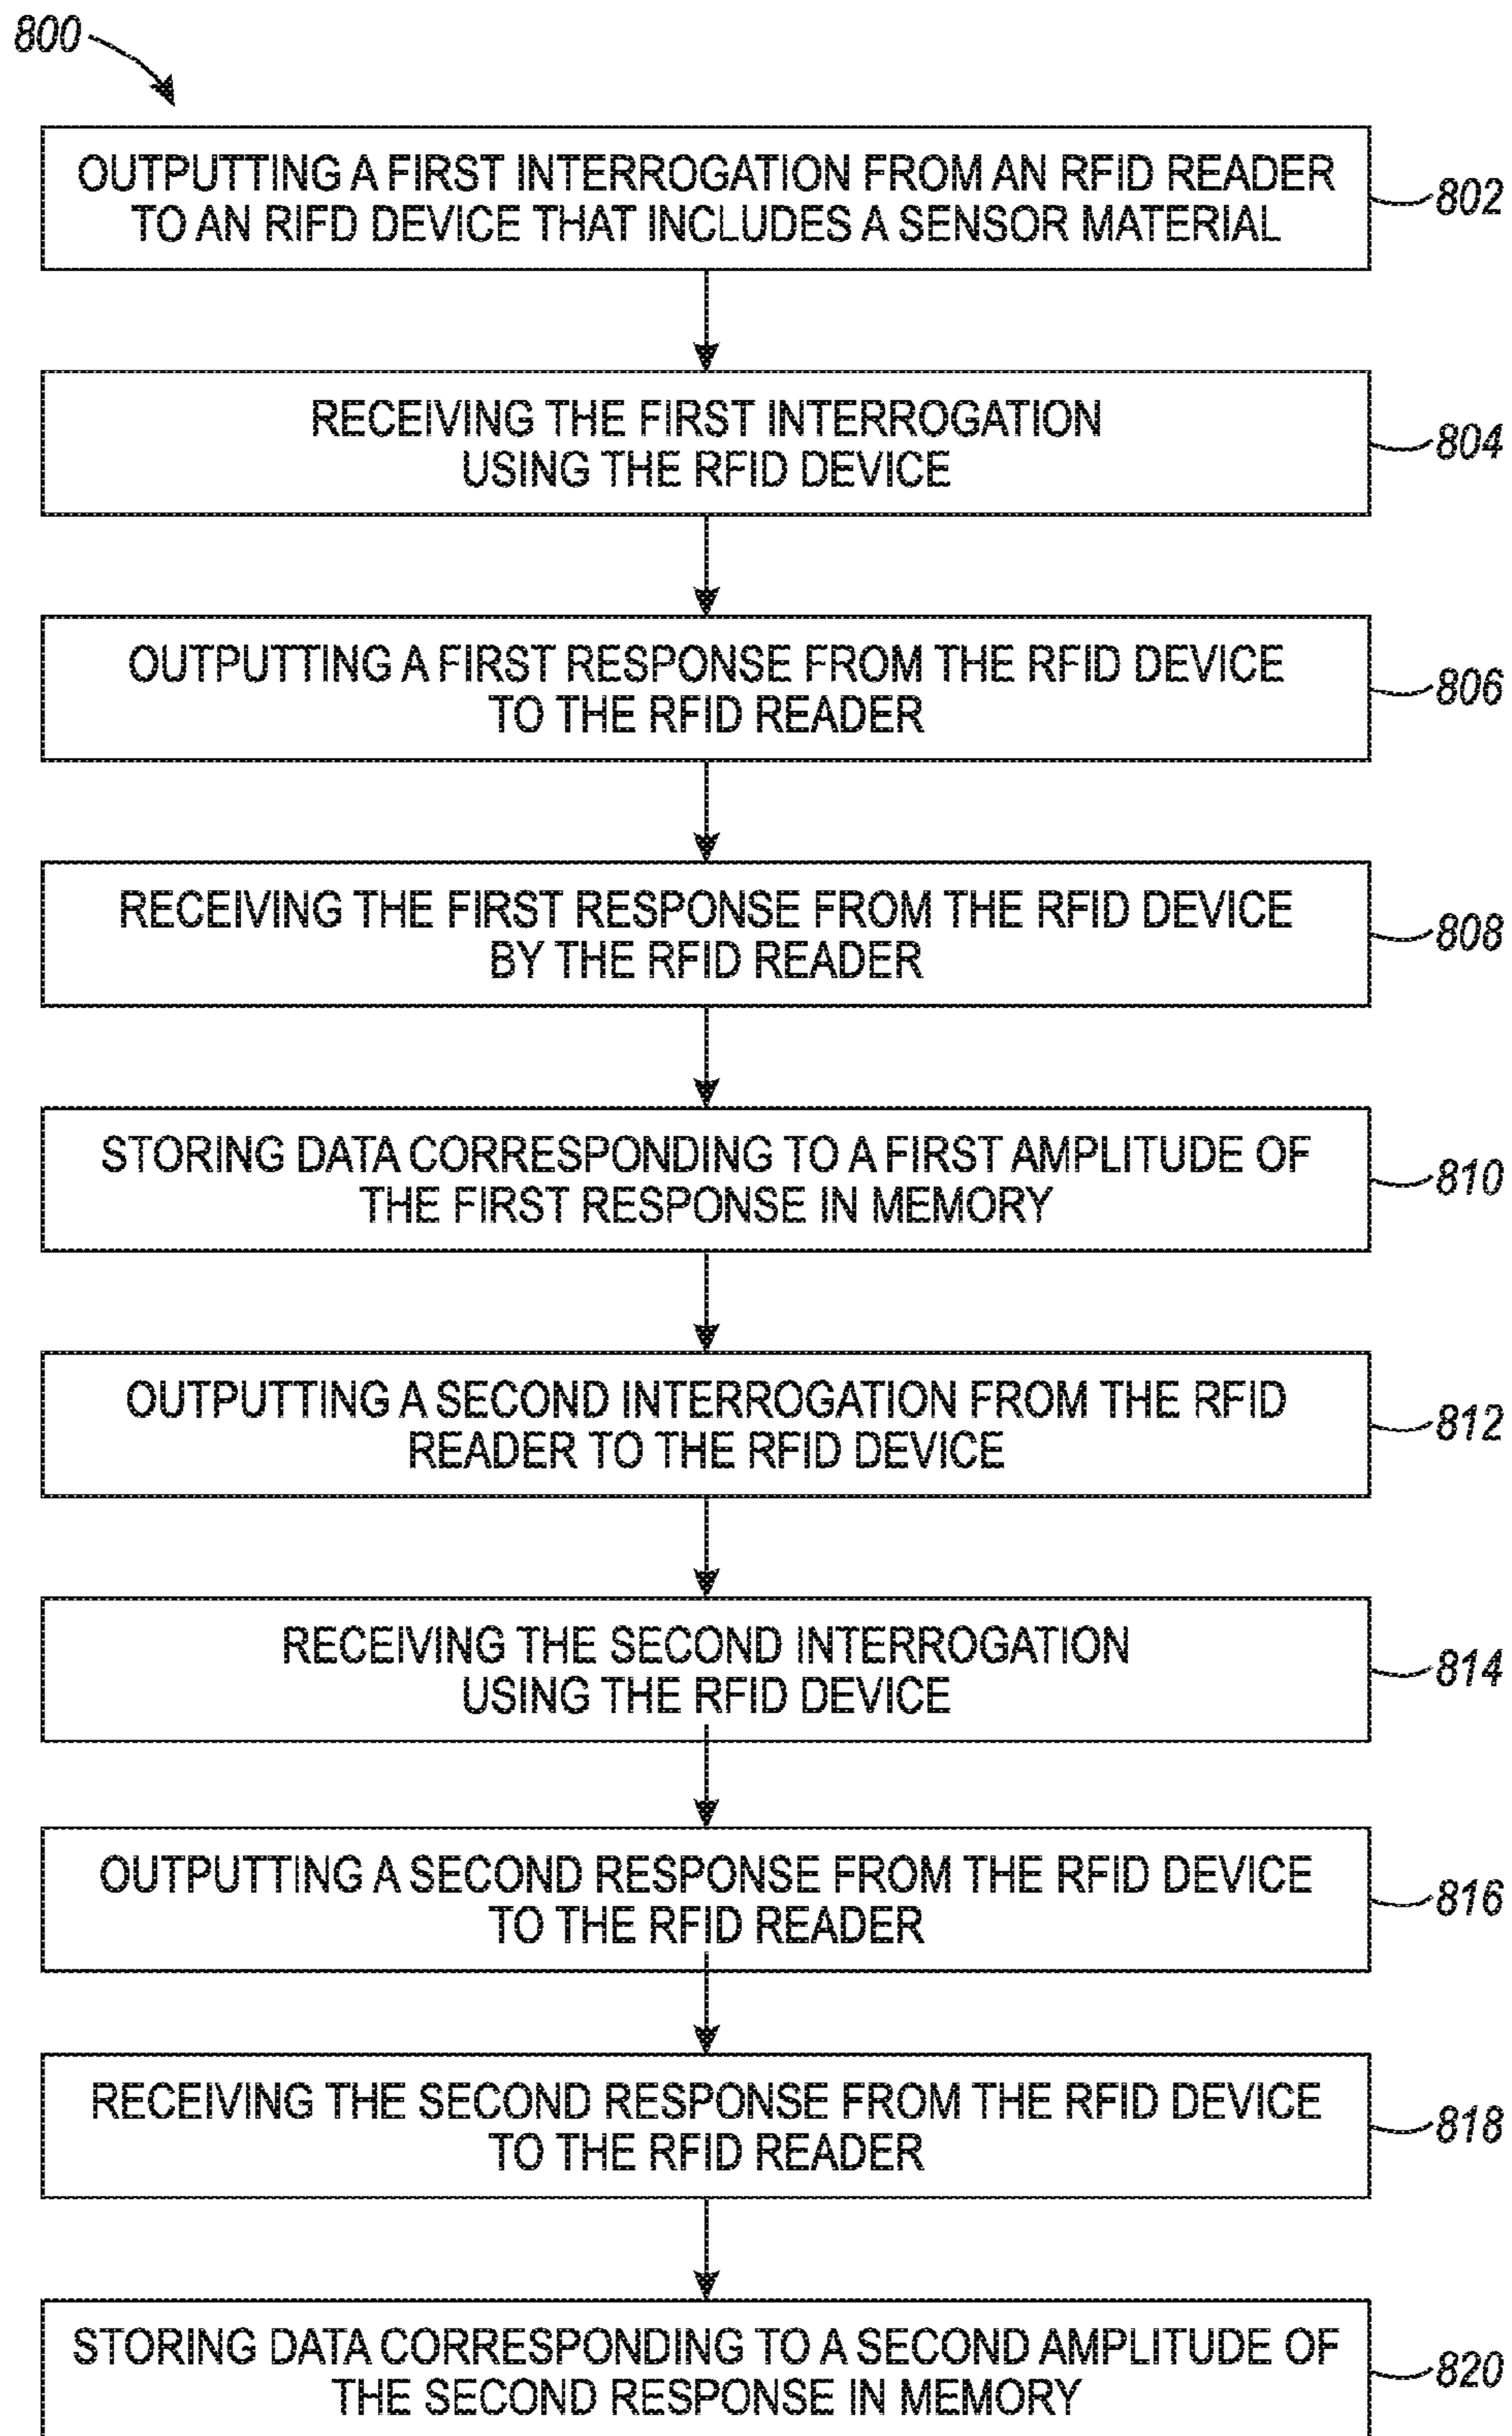 800
OUTPUTTING A FIRST INTERROGATION FROM AN RFID READER
TO AN RIFD DEVICE THAT INCLUDES A SENSOR MATERIAL
802
RECEIVING THE FIRST INTERROGATION
USING THE RFID DEVICE
804
OUTPUTTING A FIRST RESPONSE FROM THE RFID DEVICE
TO THE RFID READER
806
RECEIVING THE FIRST RESPONSE FROM THE RFID DEVICE
BY THE RFID READER
808
STORING DATA CORRESPONDING TO A FIRST AMPLITUDE OF
THE FIRST RESPONSE IN MEMORY
810
OUTPUTTING A SECOND INTERROGATION FROM THE RFID
READER TO THE RFID DEVICE
812
RECEIVING THE SECOND INTERROGATION
USING THE RFID DEVICE
814
OUTPUTTING A SECOND RESPONSE FROM THE RFID DEVICE
TO THE RFID READER
816
RECEIVING THE SECOND RESPONSE FROM THE RFID DEVICE
TO THE RFID READER
818
STORING DATA CORRESPONDING TO A SECOND AMPLITUDE OF
THE SECOND RESPONSE IN MEMORY
820